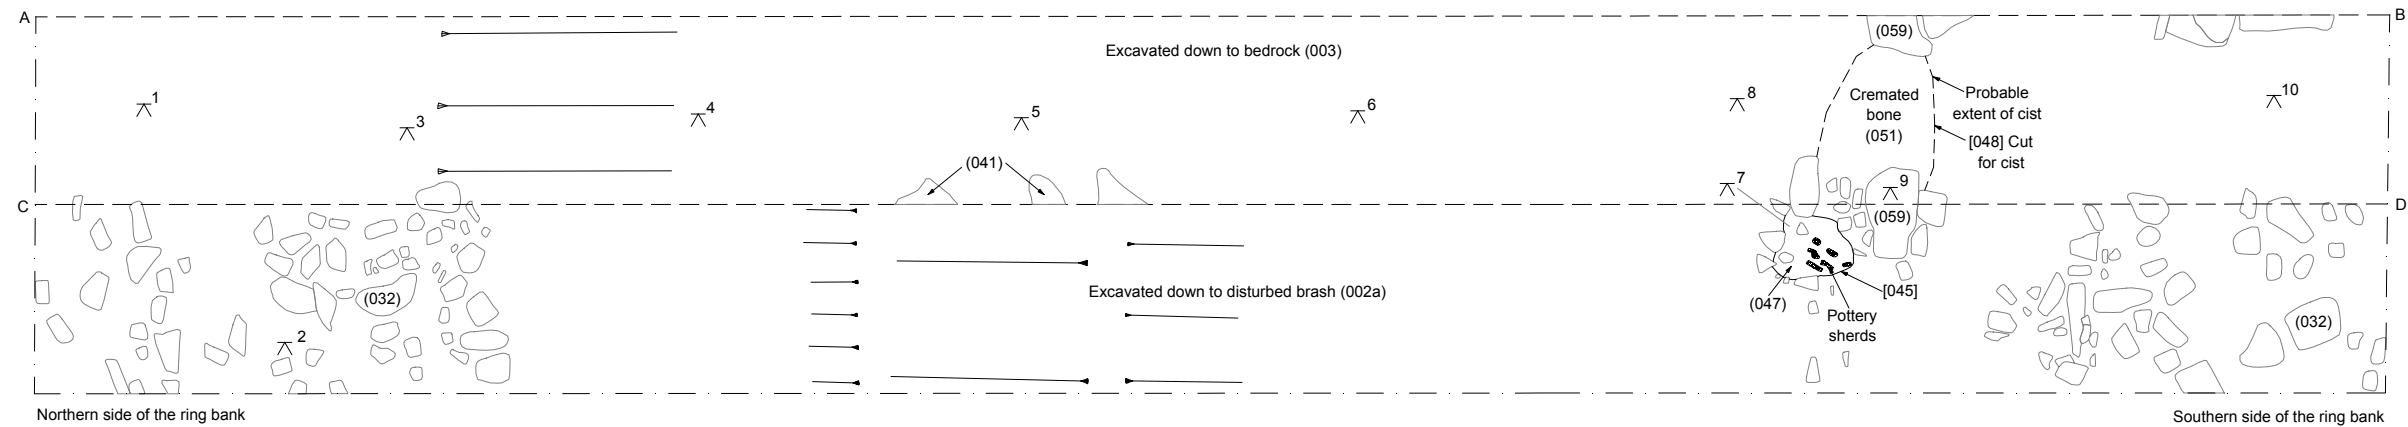 A
B
Excavated down to bedrock (003)
(059)
1
3
4
5
6
8
10
Cremated
bone
(051)
Probable
extent of cist
[048] Cut
for cist
(041)
7
9
C
D
(059)
(032)
2
Excavated down to disturbed brash (002a)
(047)
[045]
Pottery
sherds
(032)
Northern side of the ring bank
Southern side of the ring bank